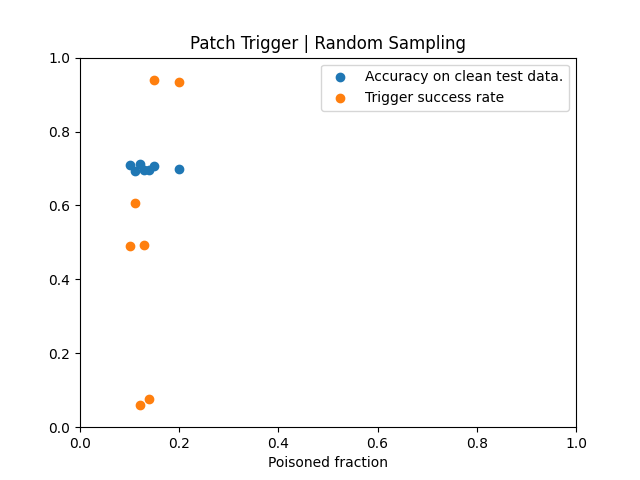 Patch Trigger | Random Sampling
1.0
Accuracy on clean test data.
Trigger success rate
0.8
0.6
0.4
0.2
0.0
0.0 0.2 0.4 0.6 0.8 1.0
Poisoned fraction